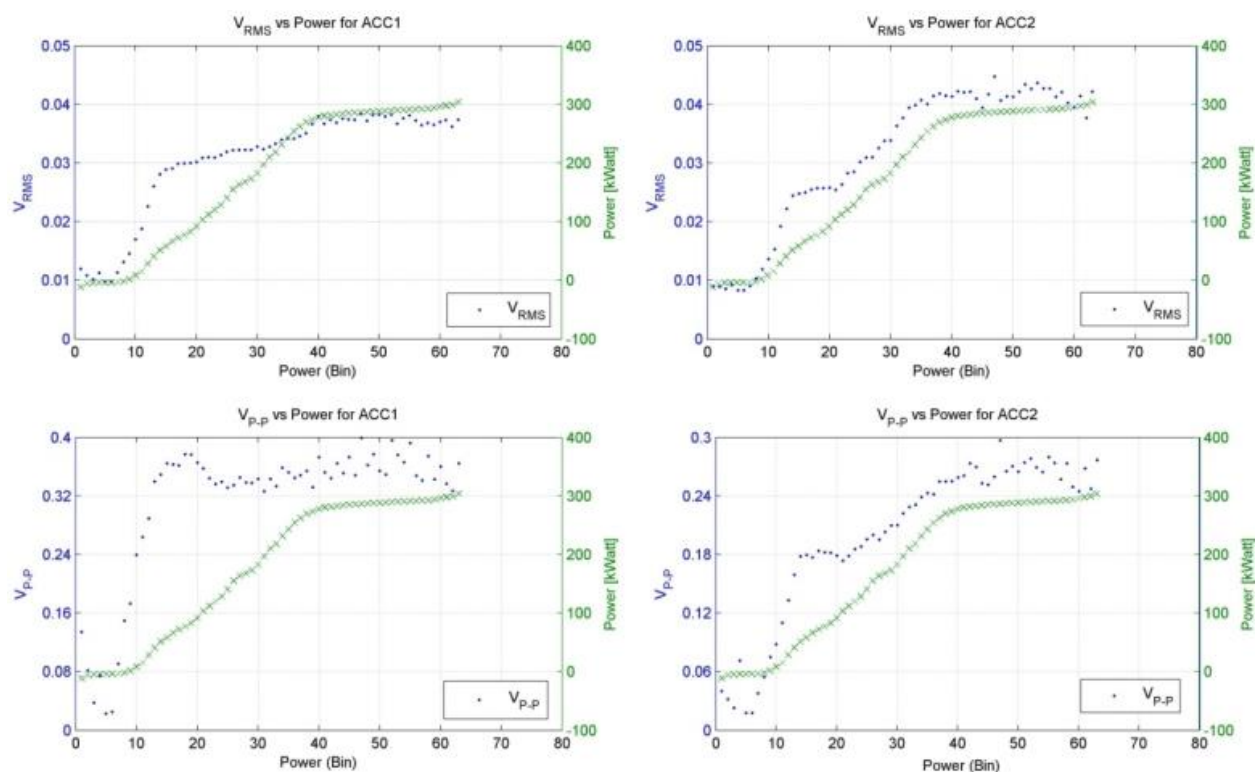 V_RMS vs Power for ACC1
0.05
0.04
0.03
0.02
0.01
0
V_RMS
400
300
200
100
0
-100
Power [kWatt]
V_RMS
0 10 20 30 40 50 60 70 80
Power (Bin)
V_RMS vs Power for ACC2
0.05
0.04
0.03
0.02
0.01
0
V_RMS
400
300
200
100
0
-100
Power [kWatt]
V_RMS
0 10 20 30 40 50 60 70 80
Power (Bin)
V_P-P vs Power for ACC1
0.4
0.32
0.24
0.16
0.08
0
V_P-P
400
300
200
100
0
-100
Power [kWatt]
V_P-P
0 10 20 30 40 50 60 70 80
Power (Bin)
V_P-P vs Power for ACC2
0.3
0.24
0.18
0.12
0.06
0
V_P-P
400
300
200
100
0
-100
Power [kWatt]
V_P-P
0 10 20 30 40 50 60 70 80
Power (Bin)